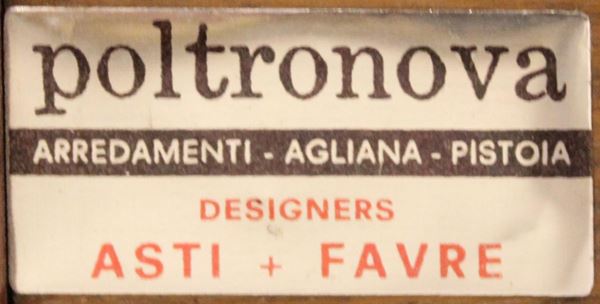 poltronova
ARREDAMENTI - AGLIANA - PISTOIA
DESIGNERS
ASTI + FAVRE